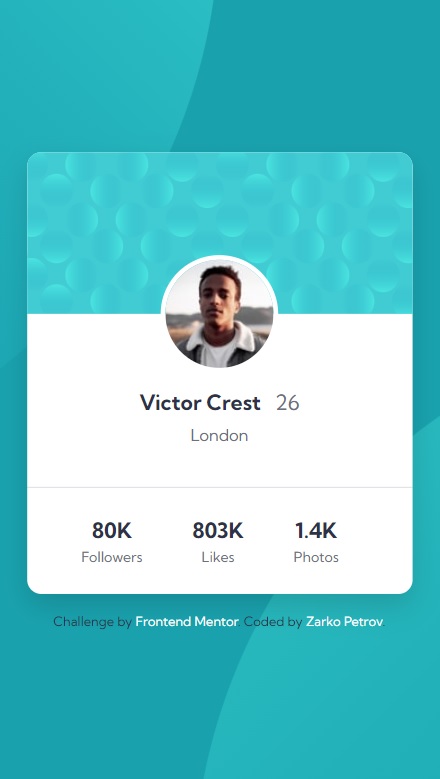 Victor Crest 26
London
80K 803K 1.4K
Followers Likes Photos
Challenge by Frontend Mentor. Coded by Zarko Petrov.